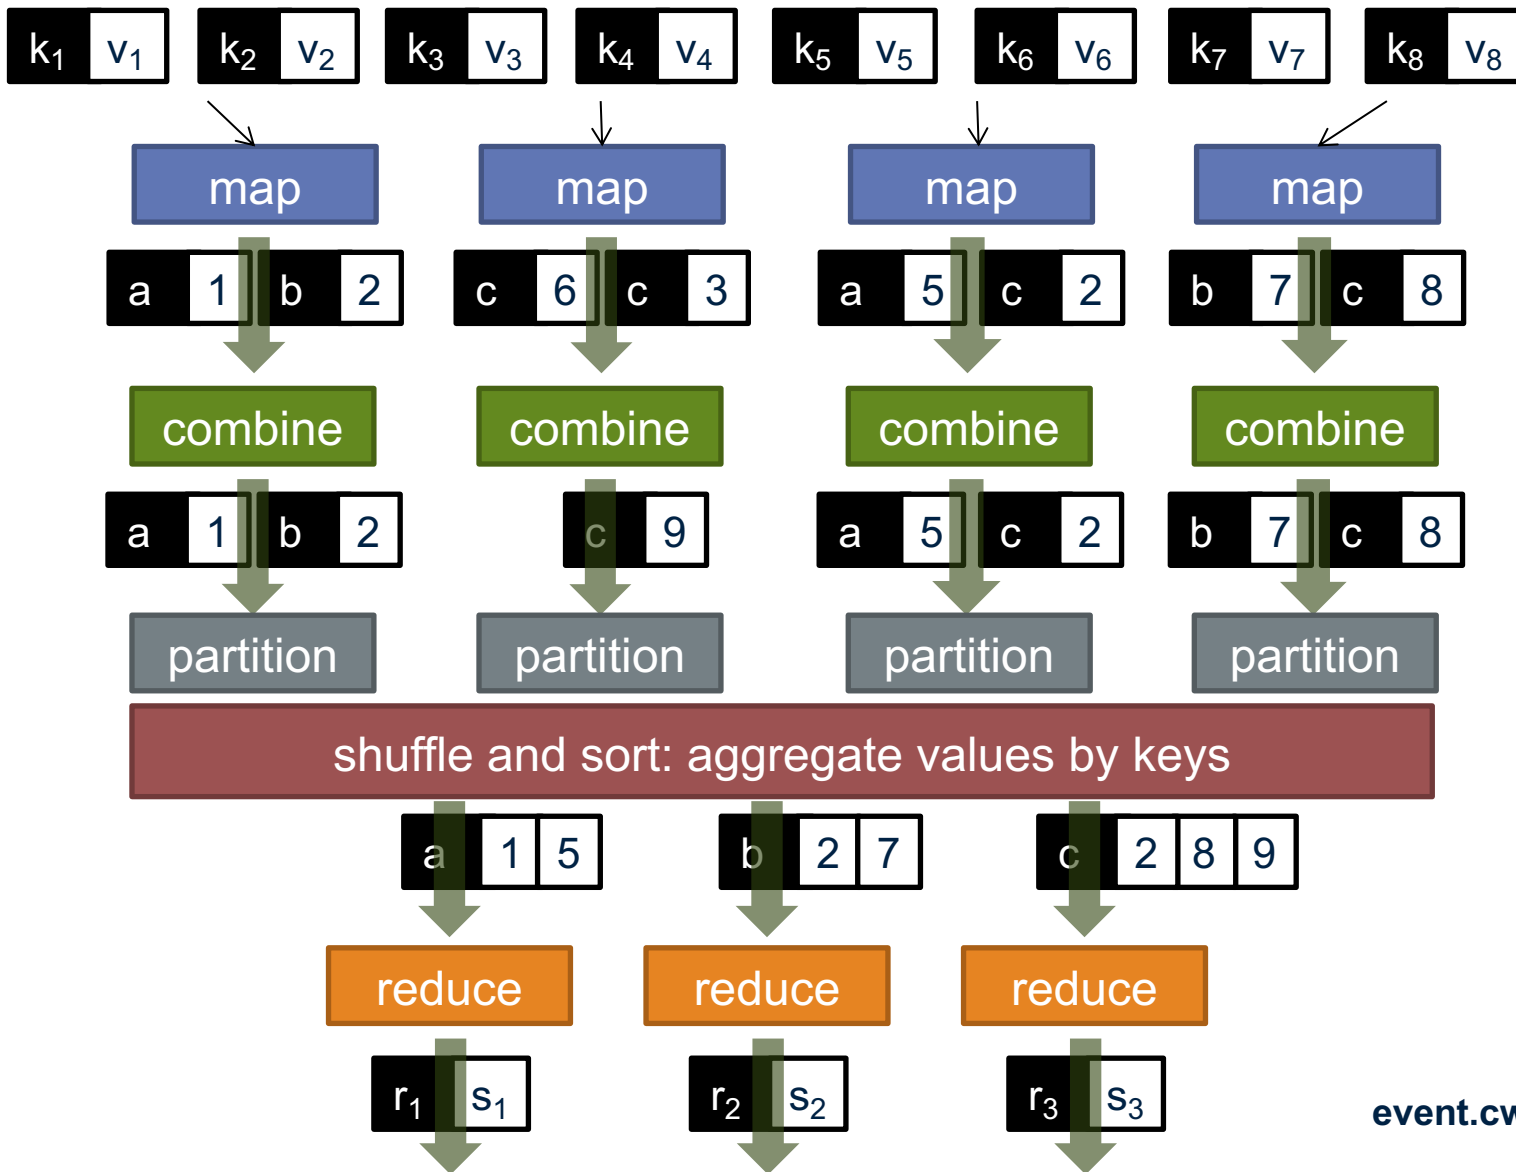 k₁ v₁ k₂ v₂ k₃ v₃ k₄ v₄ k₅ v₅ k₆ v₆ k₇ v₇ k₈ v₈
map map map map
a 1 b 2 c 6 c 3 a 5 c 2 b 7 c 8
combine combine combine combine
a 1 b 2 c 9 a 5 c 2 b 7 c 8
partition partition partition partition
shuffle and sort: aggregate values by keys
a 1 5 b 2 7 c 2 8 9
reduce reduce reduce
r₁ s₁ r₂ s₂ r₃ s₃
event.cw